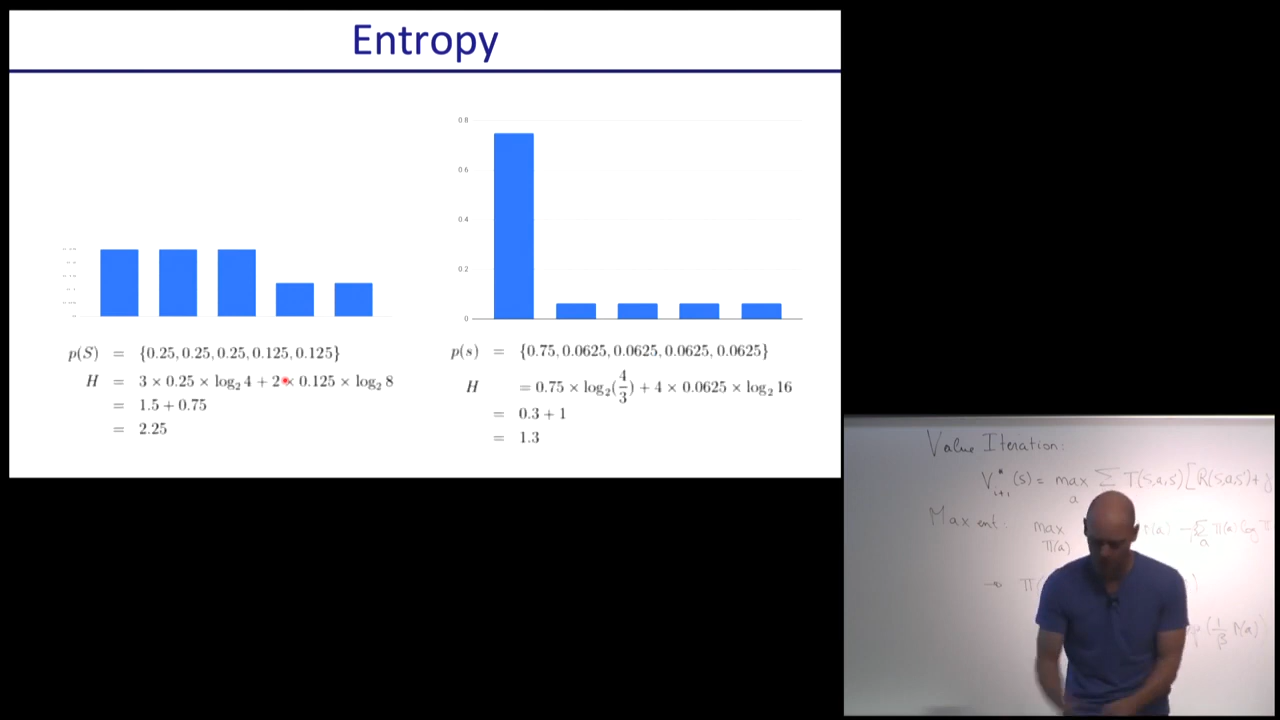 Entropy
0.8
0.6
0.4
0.2
0
p(S) = {0.25, 0.25, 0.25, 0.125, 0.125}
H = 3 × 0.25 × log₂ 4 + 2 × 0.125 × log₂ 8
= 1.5 + 0.75
= 2.25
p(s) = {0.75, 0.0625, 0.0625, 0.0625, 0.0625}
H = 0.75 × log₂(4/3) + 4 × 0.0625 × log₂ 16
= 0.3 + 1
= 1.3
Value Iteration:
V*ᵢ₊₁(s) = max a Σ T(s,a,s') [R(s,a,s') + γ
Max ent: max π(a) r(a) π(a) log π
→ π(
(1/β r(a))